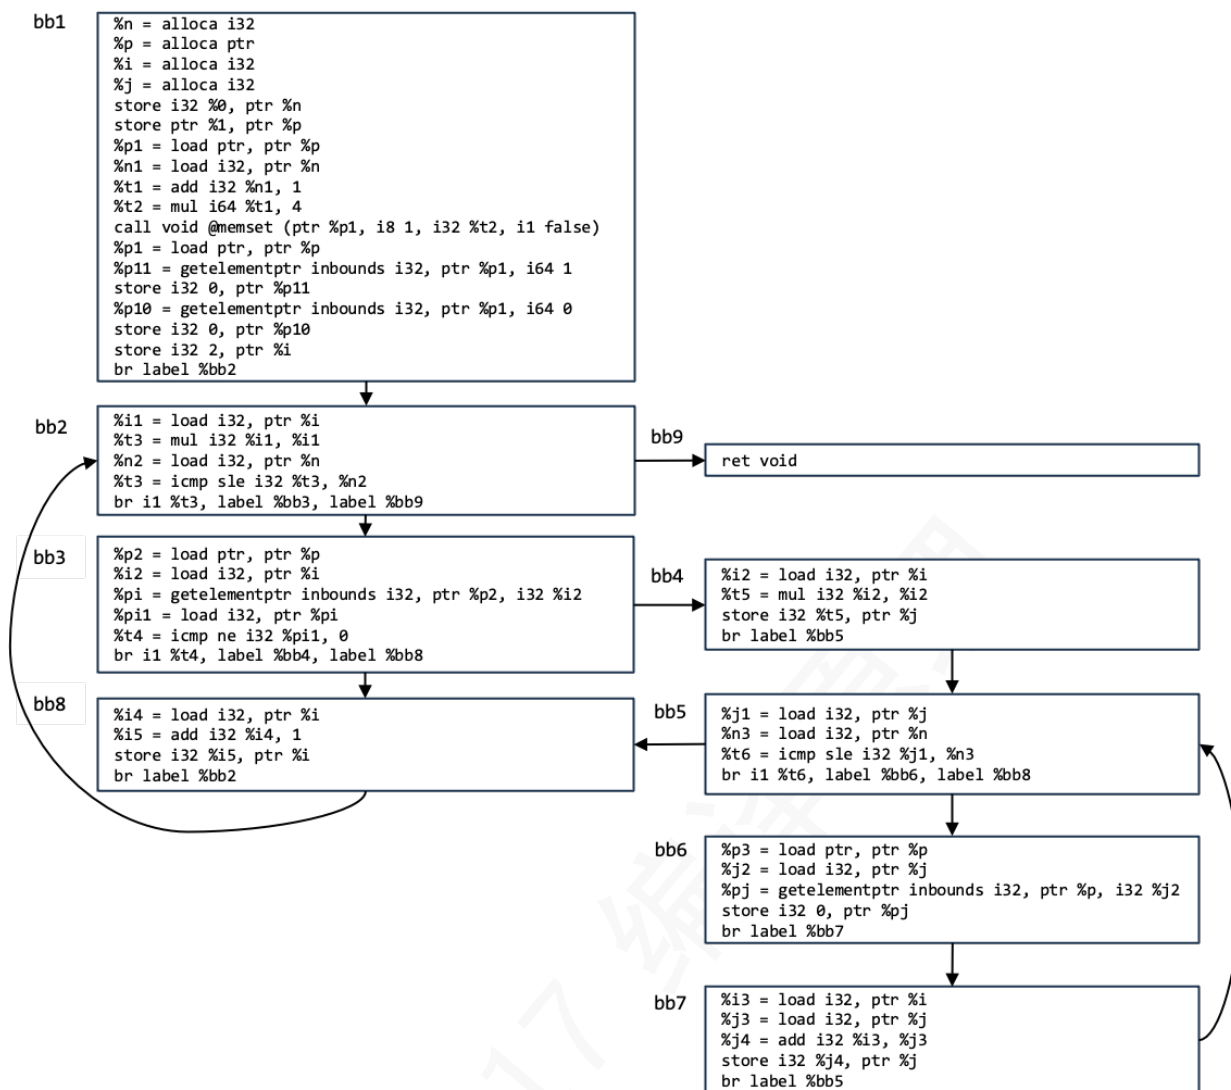 bb1
%n = alloca i32
%p = alloca ptr
%i = alloca i32
%j = alloca i32
store i32 %0, ptr %n
store ptr %1, ptr %p
%p1 = load ptr, ptr %p
%n1 = load i32, ptr %n
%t1 = add i32 %n1, 1
%t2 = mul i64 %t1, 4
call void @memset (ptr %p1, i8 1, i32 %t2, i1 false)
%p1 = load ptr, ptr %p
%p11 = getelementptr inbounds i32, ptr %p1, i64 1
store i32 0, ptr %p11
%p10 = getelementptr inbounds i32, ptr %p1, i64 0
store i32 0, ptr %p10
store i32 2, ptr %i
br label %bb2
bb2
%i1 = load i32, ptr %i
%t3 = mul i32 %i1, %i1
%n2 = load i32, ptr %n
%t3 = icmp sle i32 %t3, %n2
br i1 %t3, label %bb3, label %bb9
bb9
ret void
bb3
%p2 = load ptr, ptr %p
%i2 = load i32, ptr %i
%pi = getelementptr inbounds i32, ptr %p2, i32 %i2
%pi1 = load i32, ptr %pi
%t4 = icmp ne i32 %pi1, 0
br i1 %t4, label %bb4, label %bb8
bb4
%i2 = load i32, ptr %i
%t5 = mul i32 %i2, %i2
store i32 %t5, ptr %j
br label %bb5
bb8
%i4 = load i32, ptr %i
%i5 = add i32 %i4, 1
store i32 %i5, ptr %i
br label %bb2
bb5
%j1 = load i32, ptr %j
%n3 = load i32, ptr %n
%t6 = icmp sle i32 %j1, %n3
br i1 %t6, label %bb6, label %bb8
bb6
%p3 = load ptr, ptr %p
%j2 = load i32, ptr %j
%pj = getelementptr inbounds i32, ptr %p, i32 %j2
store i32 0, ptr %pj
br label %bb7
bb7
%i3 = load i32, ptr %i
%j3 = load i32, ptr %j
%j4 = add i32 %i3, %j3
store i32 %j4, ptr %j
br label %bb5